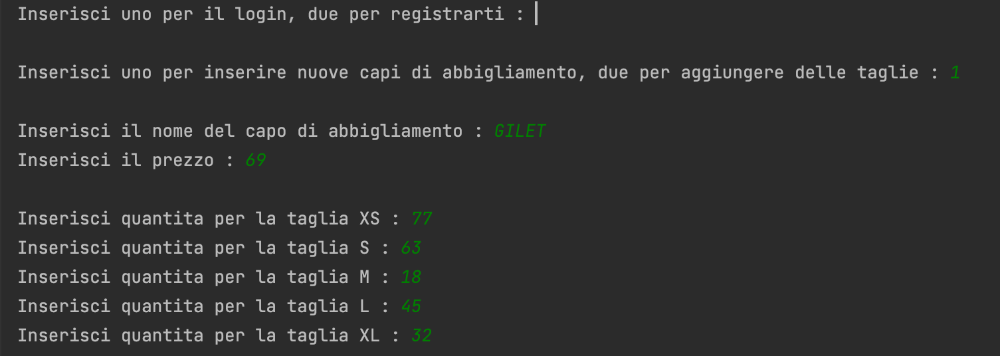 Inserisci uno per il login, due per registrarti :
Inserisci uno per inserire nuove capi di abbigliamento, due per aggiungere delle taglie : 1
Inserisci il nome del capo di abbigliamento : GILET
Inserisci il prezzo : 69
Inserisci quantita per la taglia XS : 77
Inserisci quantita per la taglia S : 63
Inserisci quantita per la taglia M : 18
Inserisci quantita per la taglia L : 45
Inserisci quantita per la taglia XL : 32